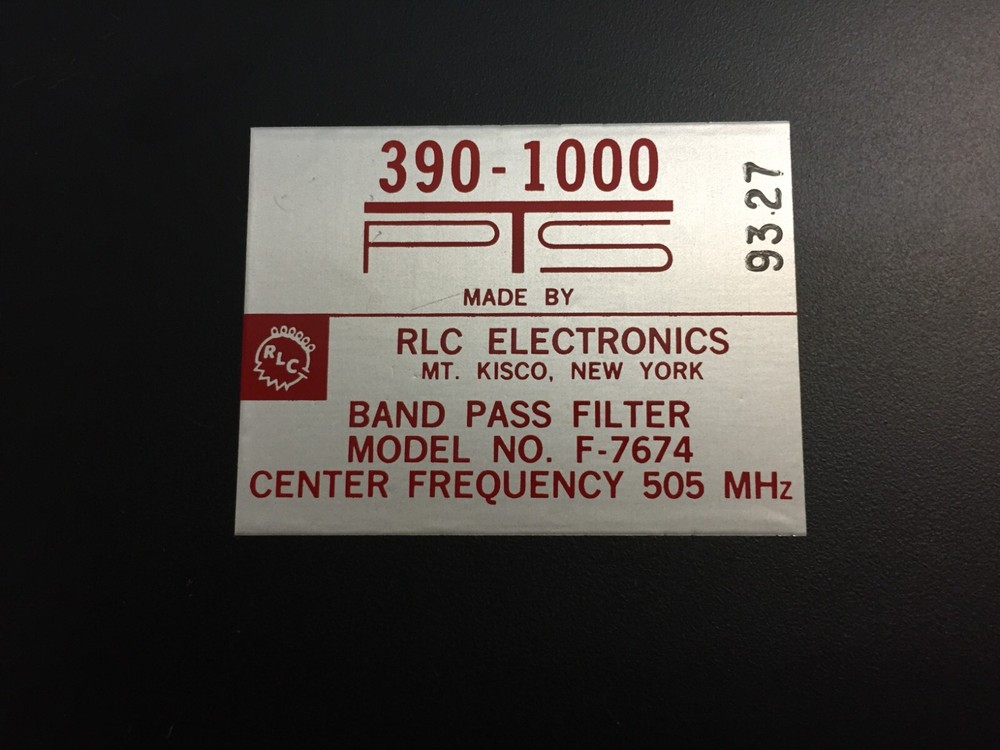 390-1000
PTS
93.27
MADE BY
RLC
RLC ELECTRONICS
MT. KISCO, NEW YORK
BAND PASS FILTER
MODEL NO. F-7674
CENTER FREQUENCY 505 MHz